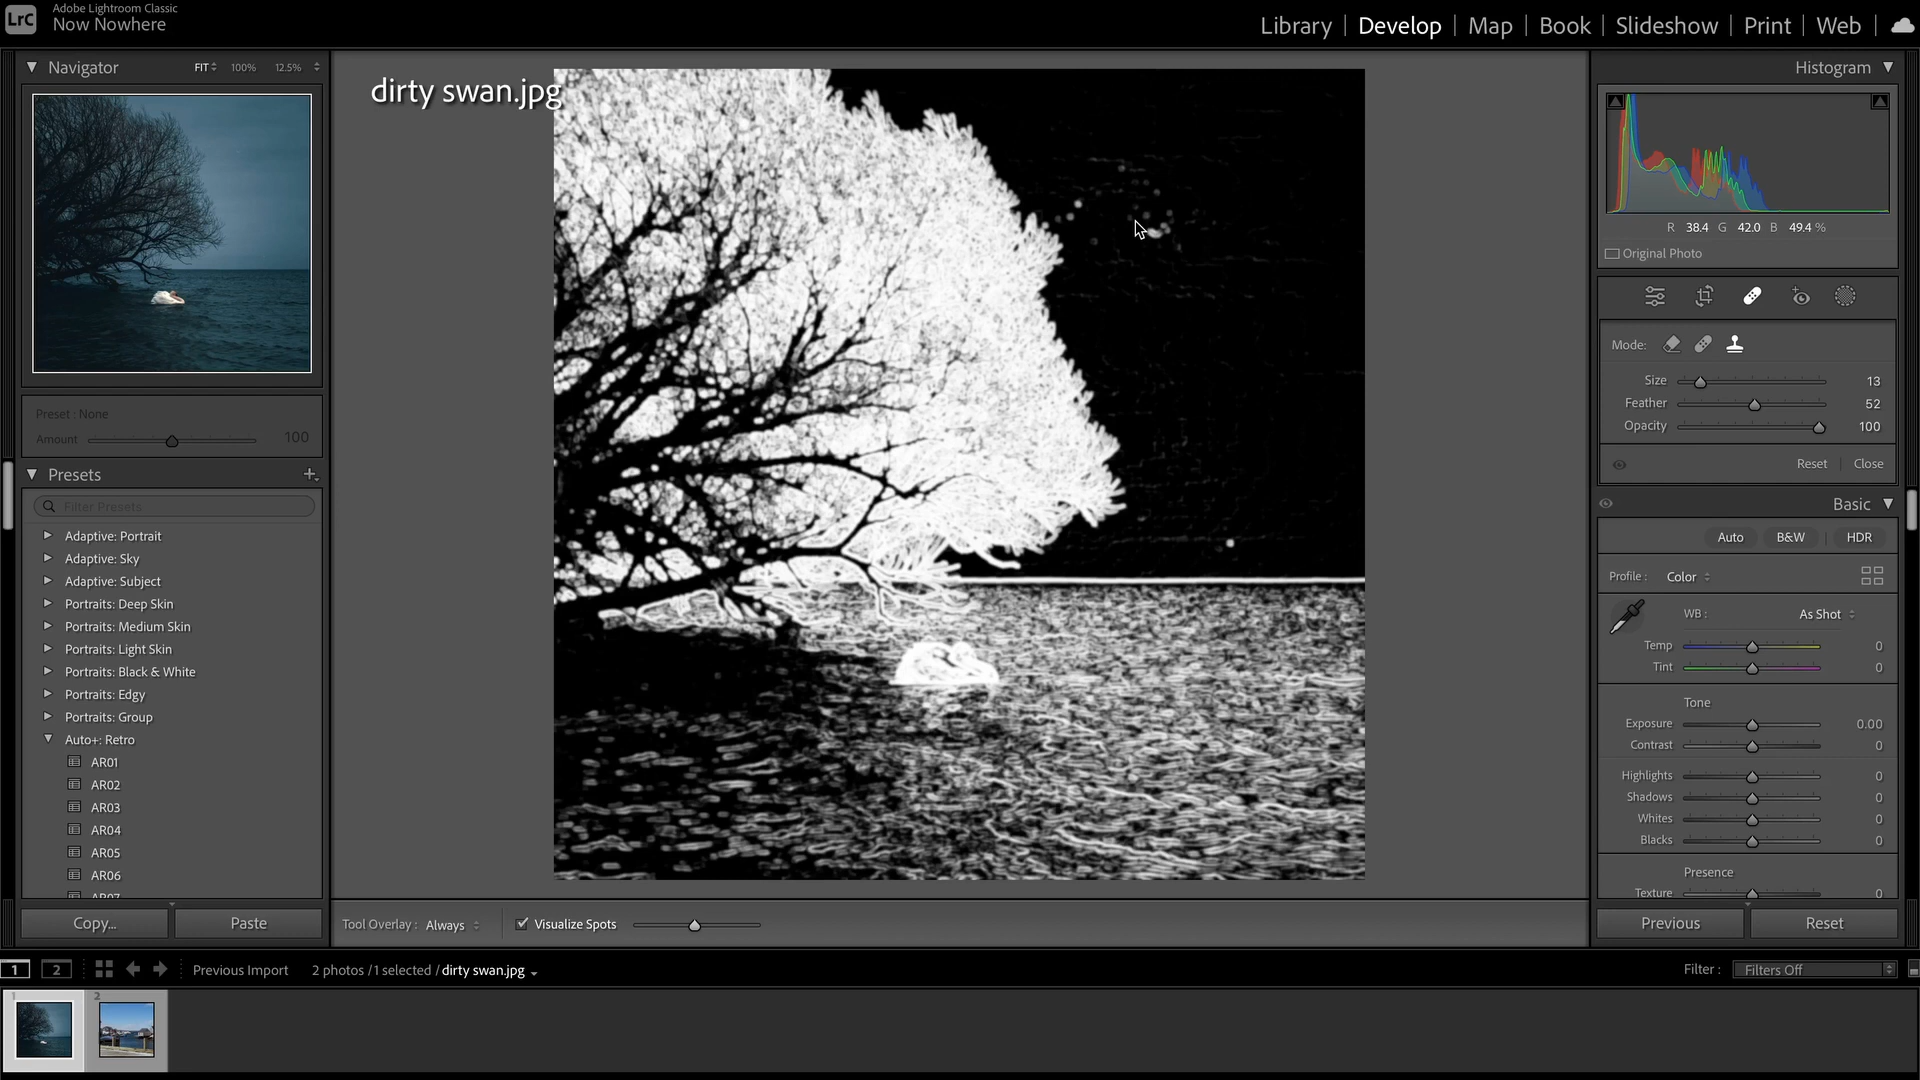 LrC
Adobe Lightroom Classic
Now Nowhere
Library | Develop | Map | Book | Slideshow | Print | Web
Navigator FIT 100% 12.5%
Preset : None
Amount 100
Presets
Filter Presets
Adaptive: Portrait
Adaptive: Sky
Adaptive: Subject
Portraits: Deep Skin
Portraits: Medium Skin
Portraits: Light Skin
Portraits: Black & White
Portraits: Edgy
Portraits: Group
Auto+: Retro
AR01
AR02
AR03
AR04
AR05
AR06
AR07
Copy... Paste
dirty swan.jpg
Tool Overlay : Always Visualize Spots
Histogram
R 38.4 G 42.0 B 49.4 %
Original Photo
Mode:
Size 13
Feather 52
Opacity 100
Reset | Close
Basic
Auto B&W | HDR
Profile : Color
WB : As Shot
Temp 0
Tint 0
Tone
Exposure 0.00
Contrast 0
Highlights 0
Shadows 0
Whites 0
Blacks 0
Presence
Texture 0
Previous Reset
1 2 Previous Import 2 photos / 1 selected / dirty swan.jpg Filter : Filters Off
1 2